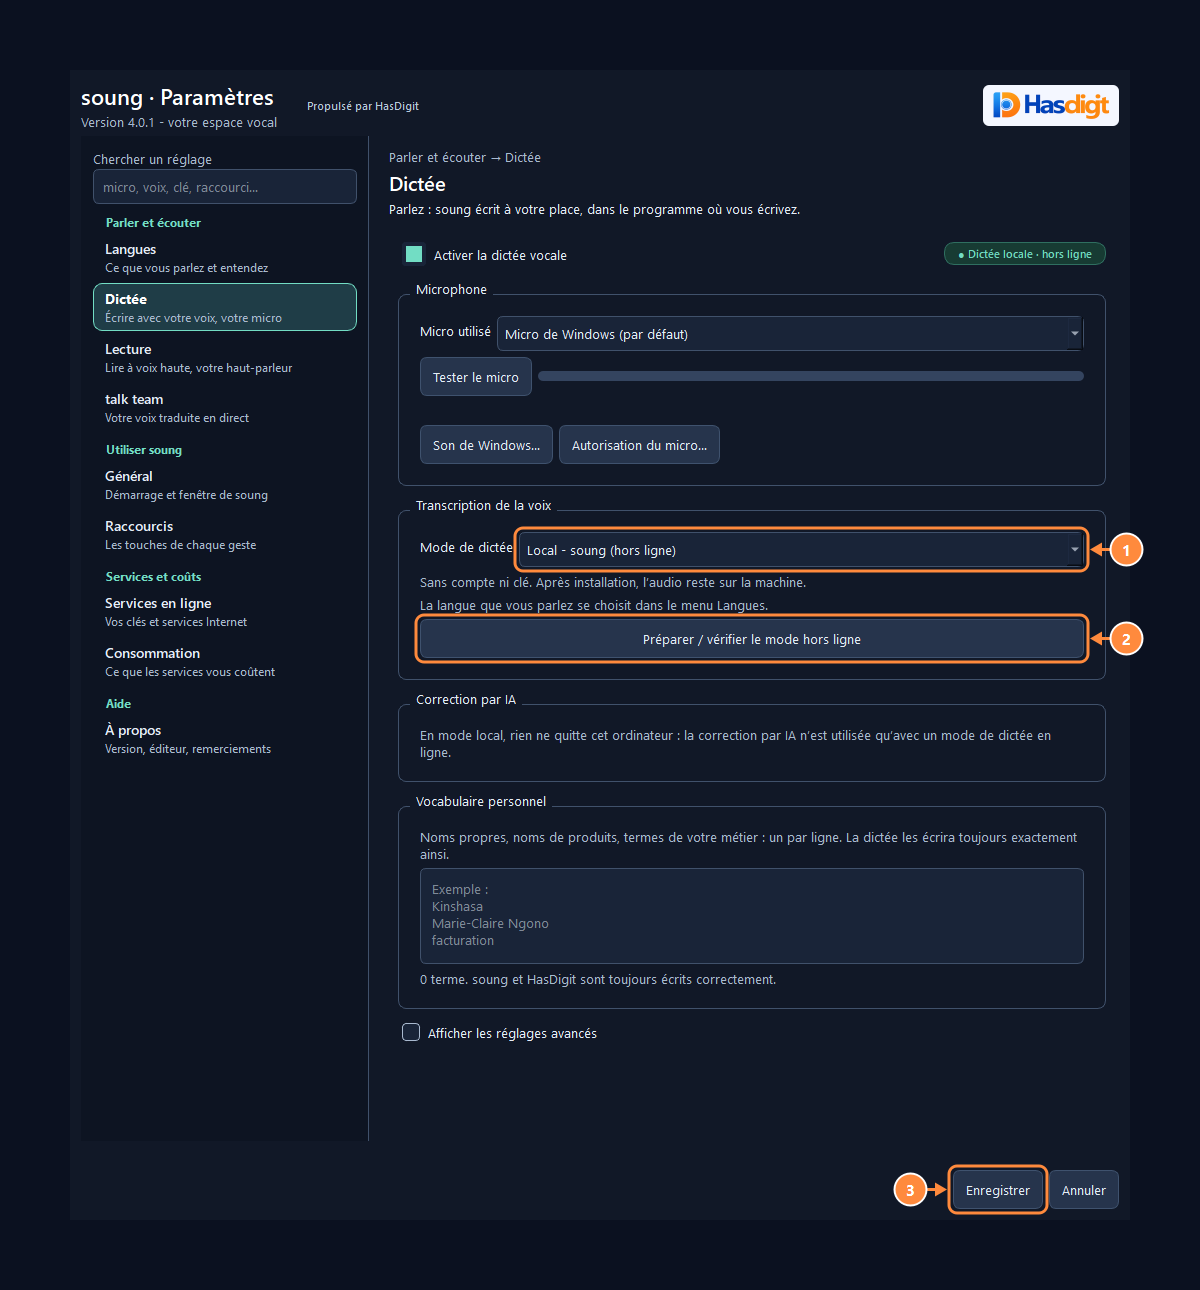 soung · Paramètres
Propulsé par HasDigit
Version 4.0.1 - votre espace vocal
Hasdigit
Chercher un réglage
micro, voix, clé, raccourci...
Parler et écouter
Langues
Ce que vous parlez et entendez
Dictée
Écrire avec votre voix, votre micro
Lecture
Lire à voix haute, votre haut-parleur
talk team
Votre voix traduite en direct
Utiliser soung
Général
Démarrage et fenêtre de soung
Raccourcis
Les touches de chaque geste
Services et coûts
Services en ligne
Vos clés et services Internet
Consommation
Ce que les services vous coûtent
Aide
À propos
Version, éditeur, remerciements
Parler et écouter → Dictée
Dictée
Parlez : soung écrit à votre place, dans le programme où vous écrivez.
Activer la dictée vocale
● Dictée locale · hors ligne
Microphone
Micro utilisé
Micro de Windows (par défaut)
Tester le micro
Son de Windows...
Autorisation du micro...
Transcription de la voix
Mode de dictée
Local - soung (hors ligne)
1
Sans compte ni clé. Après installation, l'audio reste sur la machine.
La langue que vous parlez se choisit dans le menu Langues.
Préparer / vérifier le mode hors ligne
2
Correction par IA
En mode local, rien ne quitte cet ordinateur : la correction par IA n'est utilisée qu'avec un mode de dictée en
ligne.
Vocabulaire personnel
Noms propres, noms de produits, termes de votre métier : un par ligne. La dictée les écrira toujours exactement
ainsi.
Exemple :
Kinshasa
Marie-Claire Ngono
facturation
0 terme. soung et HasDigit sont toujours écrits correctement.
Afficher les réglages avancés
3
Enregistrer
Annuler